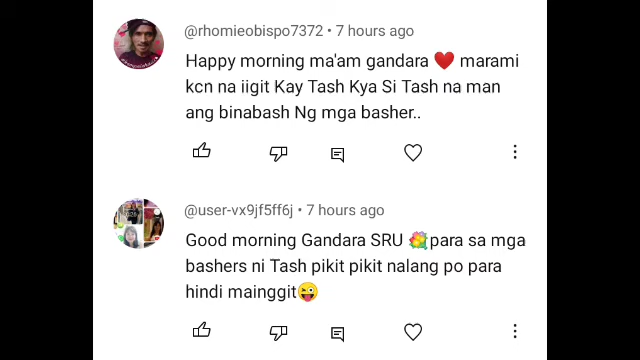 @rhomieobispo7372 • 7 hours ago
Happy morning ma'am gandara ❤️ marami
kcn na iigit Kay Tash Kya Si Tash na man
ang binabash Ng mga basher..
@user-vx9jf5ff6j • 7 hours ago
Good morning Gandara SRU 💐para sa mga
bashers ni Tash pikit pikit nalang po para
hindi mainggit😜